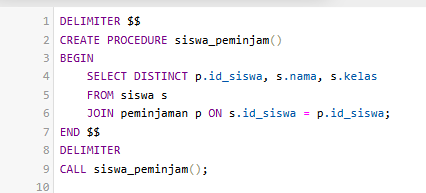 1 DELIMITER $$
2 CREATE PROCEDURE siswa_peminjam()
3 BEGIN
4     SELECT DISTINCT p.id_siswa, s.nama, s.kelas
5     FROM siswa s
6     JOIN peminjaman p ON s.id_siswa = p.id_siswa;
7 END $$
8 DELIMITER
9 CALL siswa_peminjam();
10